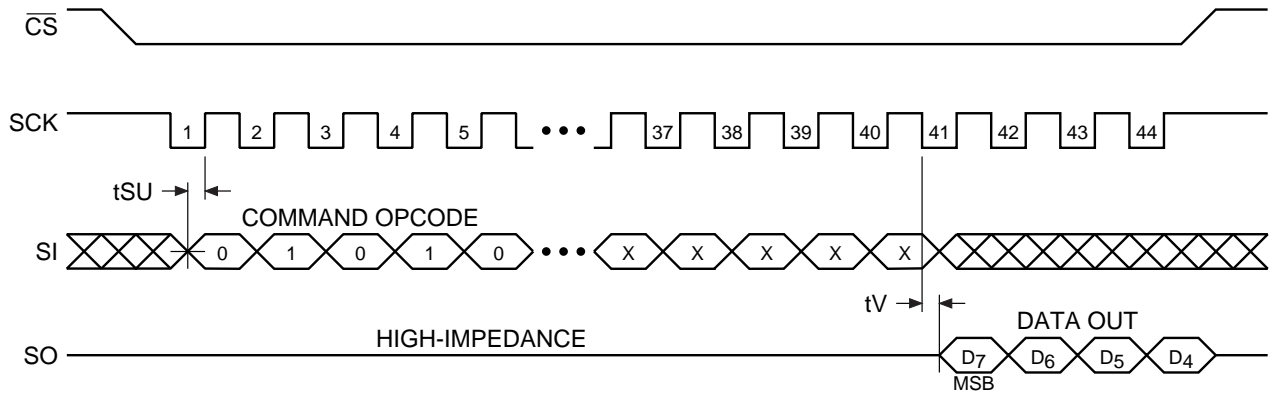 CS
SCK 1 2 3 4 5 ••• 37 38 39 40 41 42 43 44
tSU
COMMAND OPCODE
SI 0 1 0 1 0 ••• X X X X X
tV
HIGH-IMPEDANCE DATA OUT
SO D7 D6 D5 D4
MSB